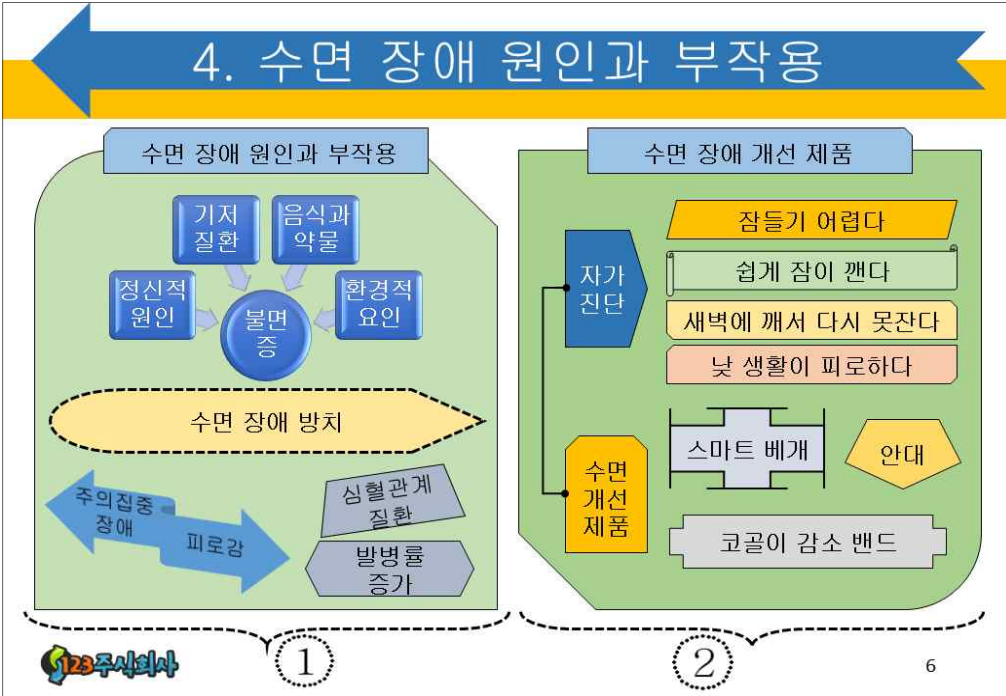 4. 수면 장애 원인과 부작용
수면 장애 원인과 부작용
기저
질환
음식과
약물
정신적
원인
환경적
요인
불면
증
수면 장애 방치
주의집중
장애
피로감
심혈관계
질환
발병률
증가
1
수면 장애 개선 제품
자가
진단
잠들기 어렵다
쉽게 잠이 깬다
새벽에 깨서 다시 못잔다
낮 생활이 피로하다
수면
개선
제품
스마트 베개
안대
코골이 감소 밴드
2
123주식회사
6